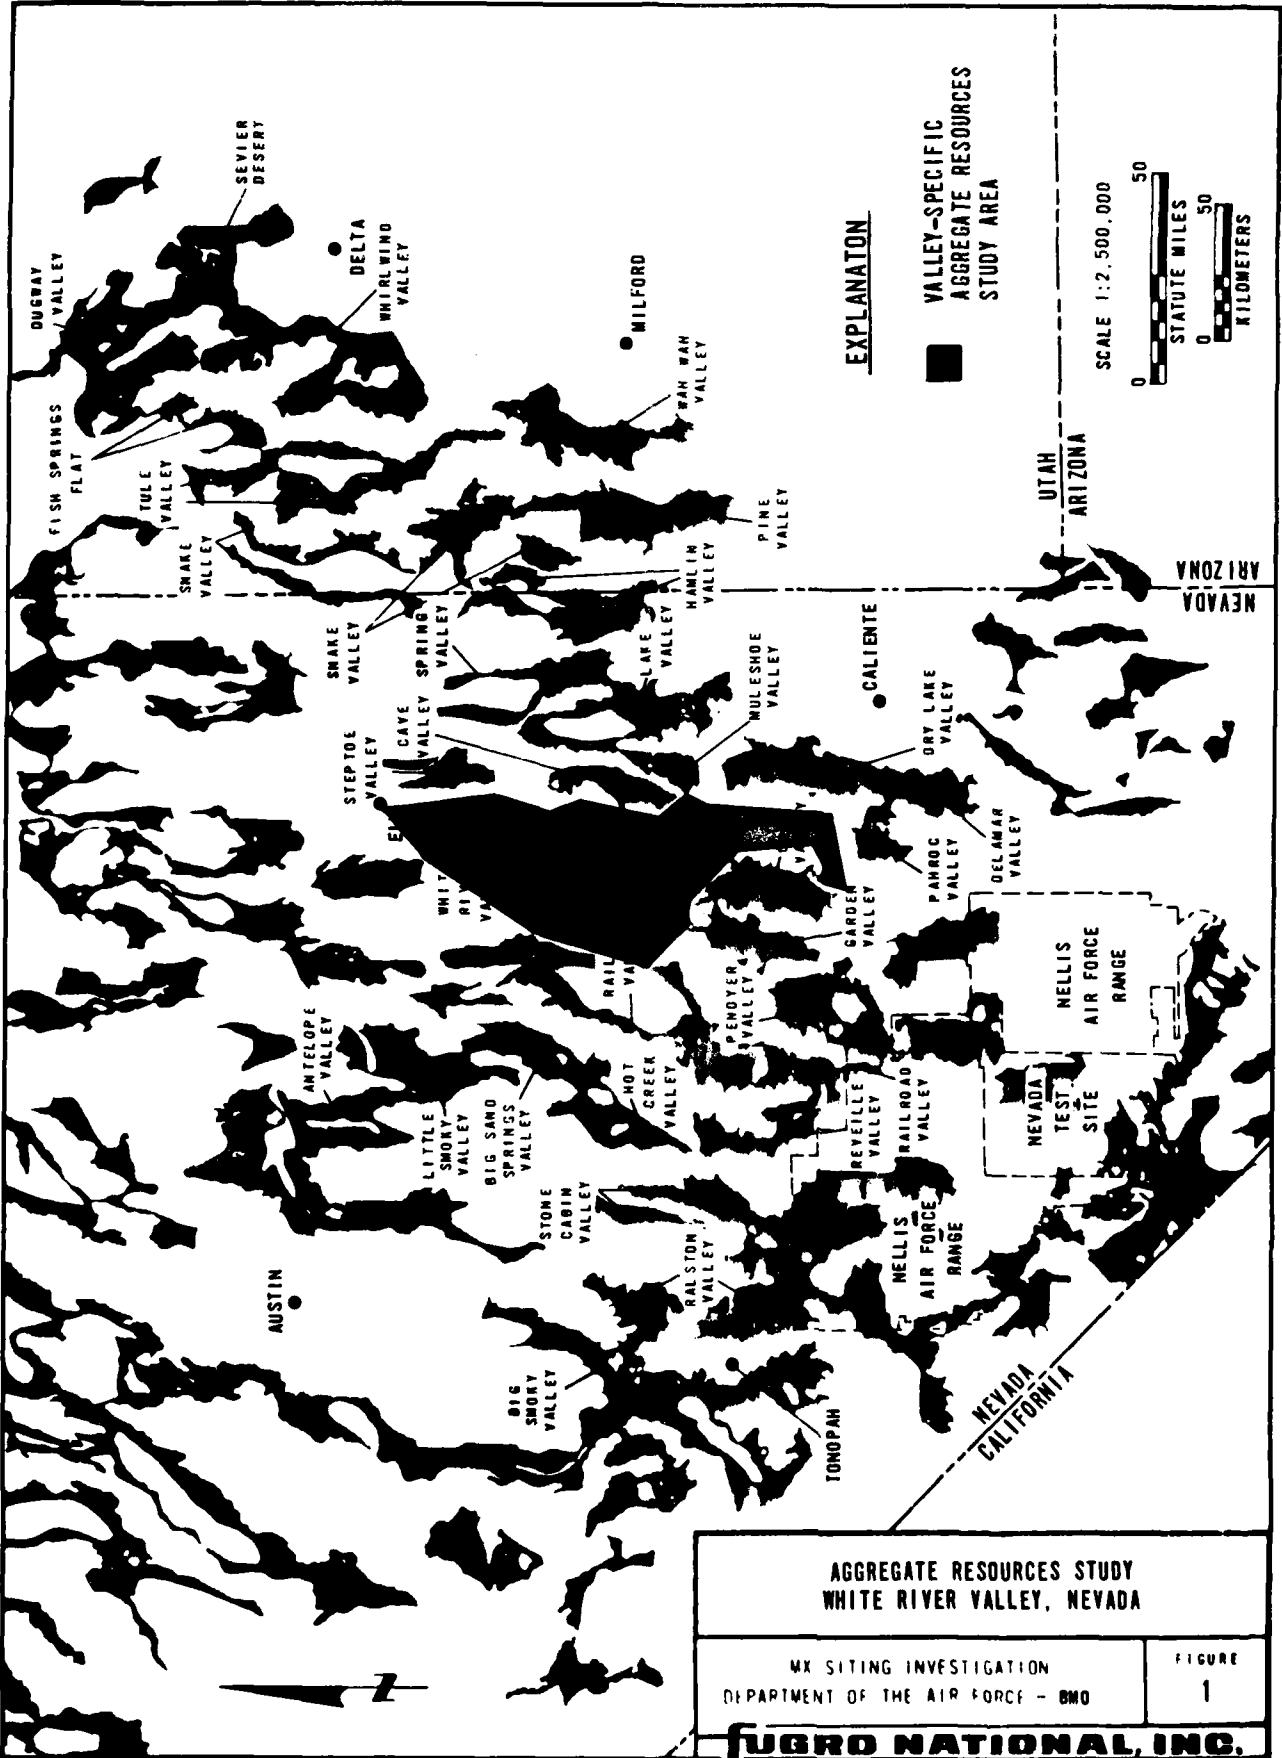 DUGWAY
VALLEY
SEVIER
DESERT
DELTA
WHIRLWIND
VALLEY
FISH SPRINGS
FLAT
TULE
VALLEY
SNAKE
VALLEY
MILFORD
WAH WAH
VALLEY
PINE
VALLEY
HAMLIN
VALLEY
SNAKE
VALLEY
SPRING
VALLEY
LAKE
VALLEY
MULESHOE
VALLEY
CAVE
VALLEY
STEPTOE
VALLEY
CALIENTE
DRY LAKE
VALLEY
DELAMAR
VALLEY
PAHROC
VALLEY
GARDEN
VALLEY
PENOYER
VALLEY
ANTELOPE
VALLEY
LITTLE
SMOKY
VALLEY
BIG SAND
SPRINGS
VALLEY
HOT
CREEK
VALLEY
REVEILLE
VALLEY
RAILROAD
VALLEY
STONE
CABIN
VALLEY
RALSTON
VALLEY
AUSTIN
BIG
SMOKY
VALLEY
TONOPAH
NELLIS
AIR FORCE
RANGE
NEVADA
TEST
SITE
NELLIS
AIR FORCE
RANGE
NEVADA
CALIFORNIA
UTAH
ARIZONA
NEVADA
ARIZONA
EXPLANATON
VALLEY-SPECIFIC
AGGREGATE RESOURCES
STUDY AREA
SCALE 1:2,500,000
0 50
STATUTE MILES
0 50
KILOMETERS
N
AGGREGATE RESOURCES STUDY
WHITE RIVER VALLEY, NEVADA
MX SITING INVESTIGATION
DEPARTMENT OF THE AIR FORCE - BMO
FIGURE
1
FUGRO NATIONAL, INC.